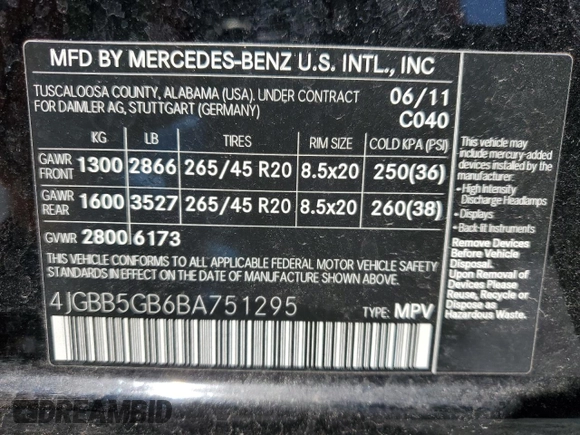 MFD BY MERCEDES-BENZ U.S. INTL., INC
TUSCALOOSA COUNTY, ALABAMA (USA). UNDER CONTRACT
FOR DAIMLER AG, STUTTGART (GERMANY)
06/11
C040
KG LB TIRES RIM SIZE COLD KPA (PSI)
GAWR FRONT 1300 2866 265/45 R20 8.5x20 250(36)
GAWR REAR 1600 3527 265/45 R20 8.5x20 260(38)
GVWR 2800 6173
THIS VEHICLE CONFORMS TO ALL APPLICABLE FEDERAL MOTOR VEHICLE SAFETY
AND THEFT PREVENTION STANDARDS IN EFFECT ON THE DATE OF MANUFACTURE SHOWN ABOVE.
4JGBB5GB6BA751295
TYPE: MPV
This vehicle may
include mercury-added
devices installed by the
manufacturer:
• High Intensity
Discharge Headlamps
• Displays
• Back-lit Instruments
Remove Devices
Before Vehicle
Disposal.
Upon Removal
of Devices Please
Reuse, Recycle or
Dispose as
Hazardous Waste.
DREAMBID